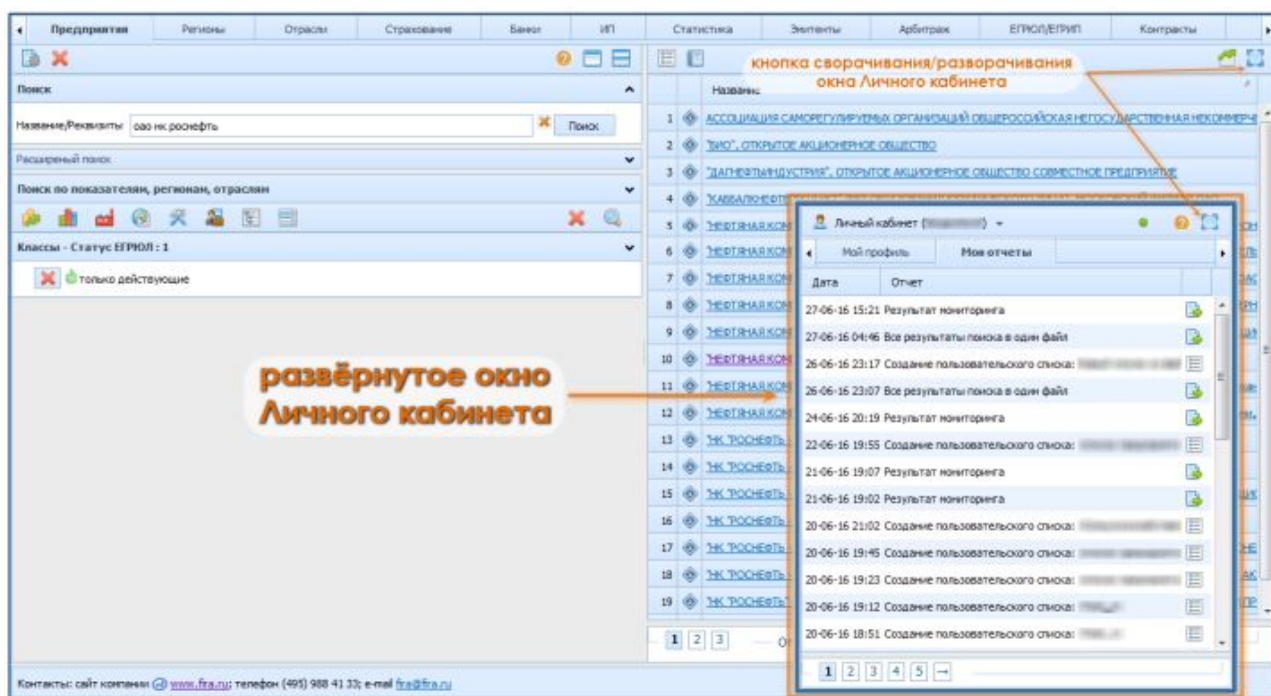 Предприятия Регионы Отрасли Страхование Банки ИП Статистика Эмитенты Арбитраж ЕГРЮЛ/ЕГРИП Контракты
Поиск
Название/Реквизиты оао нк роснефть Поиск
Расширеный поиск
Поиск по показателям, регионам, отраслям
Классы - Статус ЕГРЮЛ : 1
только действующие
развёрнутое окно
Личного кабинета
кнопка сворачивания/разворачивания
окна Личного кабинета
Название
1 АССОЦИАЦИЯ САМОРЕГУЛИРУЕМЫХ ОРГАНИЗАЦИЙ ОБЩЕРОССИЙСКАЯ НЕГОСУДАРСТВЕННАЯ НЕКОММЕРЧЕ
2 "БИО", ОТКРЫТОЕ АКЦИОНЕРНОЕ ОБЩЕСТВО
3 "ДАГНЕФТЬИНДУСТРИЯ", ОТКРЫТОЕ АКЦИОНЕРНОЕ ОБЩЕСТВО СОВМЕСТНОЕ ПРЕДПРИЯТИЕ
4
5 "НЕФТЯНАЯ КОМ
6 "НЕФТЯНАЯ КОМ
7 "НЕФТЯНАЯ КОМ
8 "НЕФТЯНАЯ КОМ
9 "НЕФТЯНАЯ КОМ
10 "НЕФТЯНАЯ КОМ
11 "НЕФТЯНАЯ КОМ
12 "НЕФТЯНАЯ КОМ
13 "НК "РОСНЕФТЬ
14 "НК "РОСНЕФТЬ
15 "НК "РОСНЕФТЬ
16 "НК "РОСНЕФТЬ
17 "НК "РОСНЕФТЬ
18 "НК "РОСНЕФТЬ
19 "НК "РОСНЕФТЬ"
1 2 3
Личный кабинет ( )
Мой профиль Мои отчеты
Дата Отчет
27-06-16 15:21 Результат мониторинга
27-06-16 04:46 Все результаты поиска в один файл
26-06-16 23:17 Создание пользовательского списка:
26-06-16 23:07 Все результаты поиска в один файл
24-06-16 20:19 Результат мониторинга
22-06-16 19:55 Создание пользовательского списка:
21-06-16 19:07 Результат мониторинга
21-06-16 19:02 Результат мониторинга
20-06-16 21:02 Создание пользовательского списка:
20-06-16 19:45 Создание пользовательского списка:
20-06-16 19:23 Создание пользовательского списка:
20-06-16 19:12 Создание пользовательского списка:
20-06-16 18:51 Создание пользовательского списка:
1 2 3 4 5 →
Контакты: сайт компании www.fira.ru; телефон (495) 988 41 33; e-mail fira@fira.ru